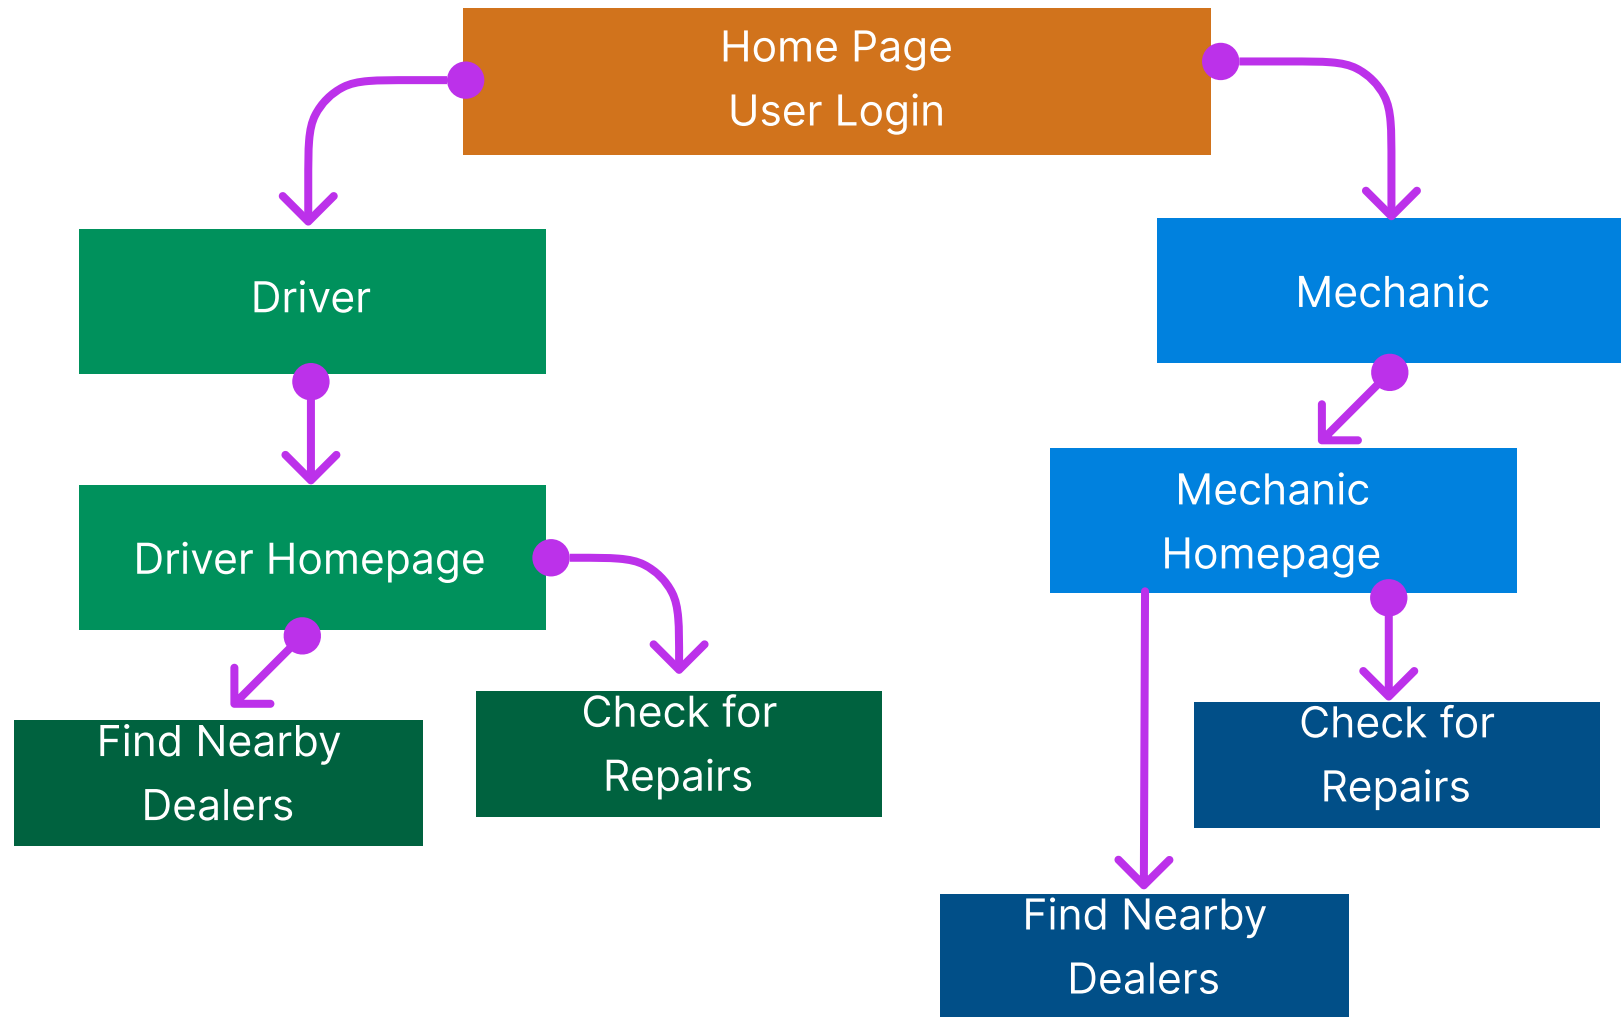 Home Page
User Login
Driver
Mechanic
Driver Homepage
Mechanic
Homepage
Find Nearby
Dealers
Check for
Repairs
Check for
Repairs
Find Nearby
Dealers